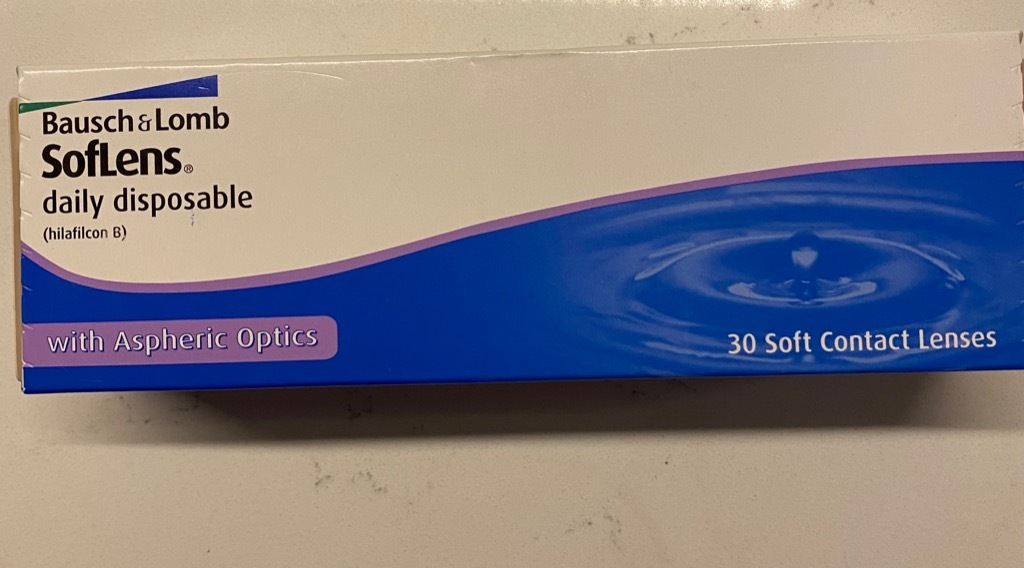 Bausch & Lomb
SofLens®
daily disposable
(hilafilcon B)
with Aspheric Optics
30 Soft Contact Lenses